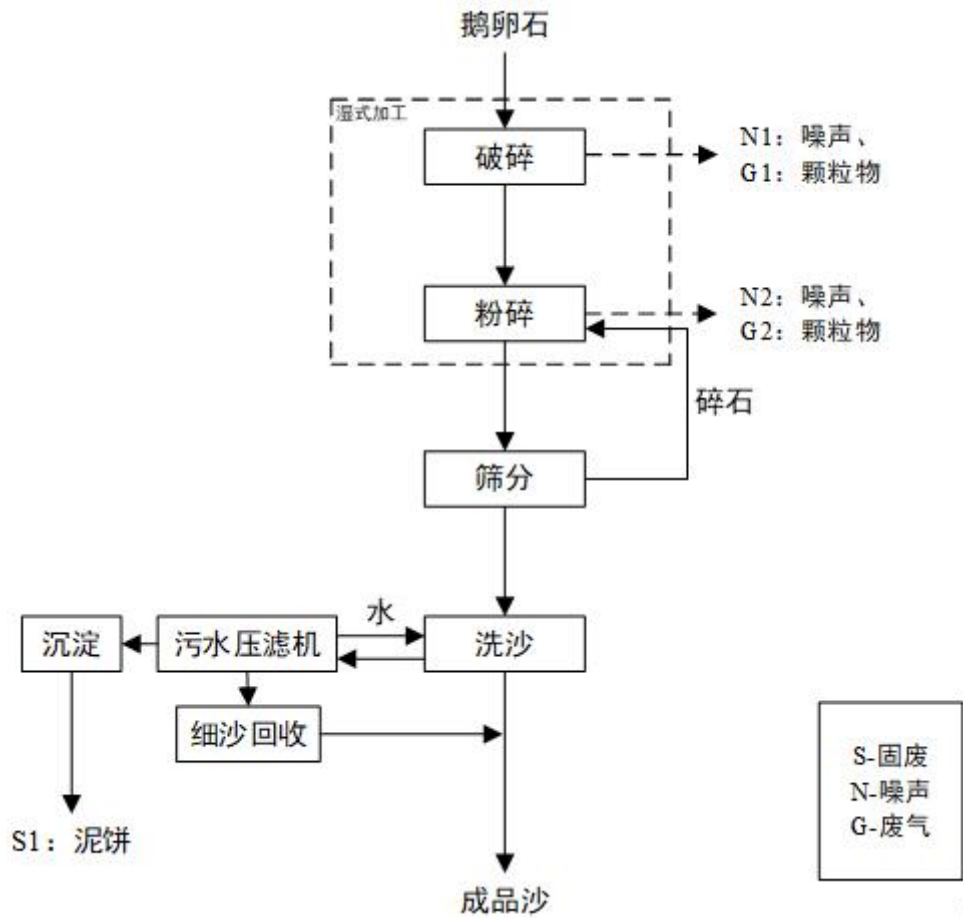 鹅卵石
湿式加工
破碎
N1：噪声、
G1：颗粒物
粉碎
N2：噪声、
G2：颗粒物
碎石
筛分
水
沉淀
污水压滤机
洗沙
细沙回收
S-固废
N-噪声
G-废气
S1：泥饼
成品沙